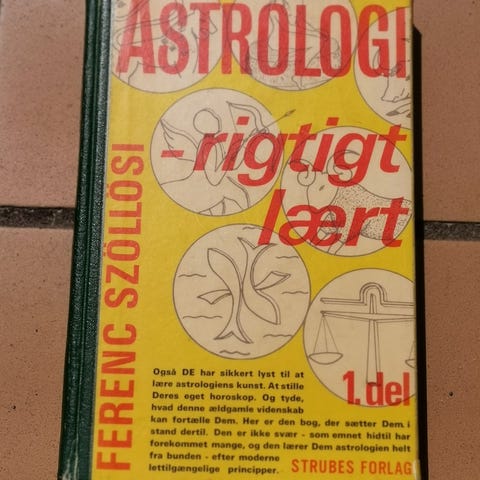 ASTROLOGI
- rigtigt
lært
FERENC SZÖLLÖSI
1. del
Også DE har sikkert lyst til at
lære astrologiens kunst. At stille
Deres eget horoskop. Og tyde,
hvad denne ældgamle videnskab
kan fortælle Dem. Her er den bog, der sætter Dem i
stand dertil. Den er ikke svær - som emnet hidtil har
forekommet mange, og den lærer Dem astrologien helt
fra bunden - efter moderne
lettilgængelige principper.
STRUBES FORLAG